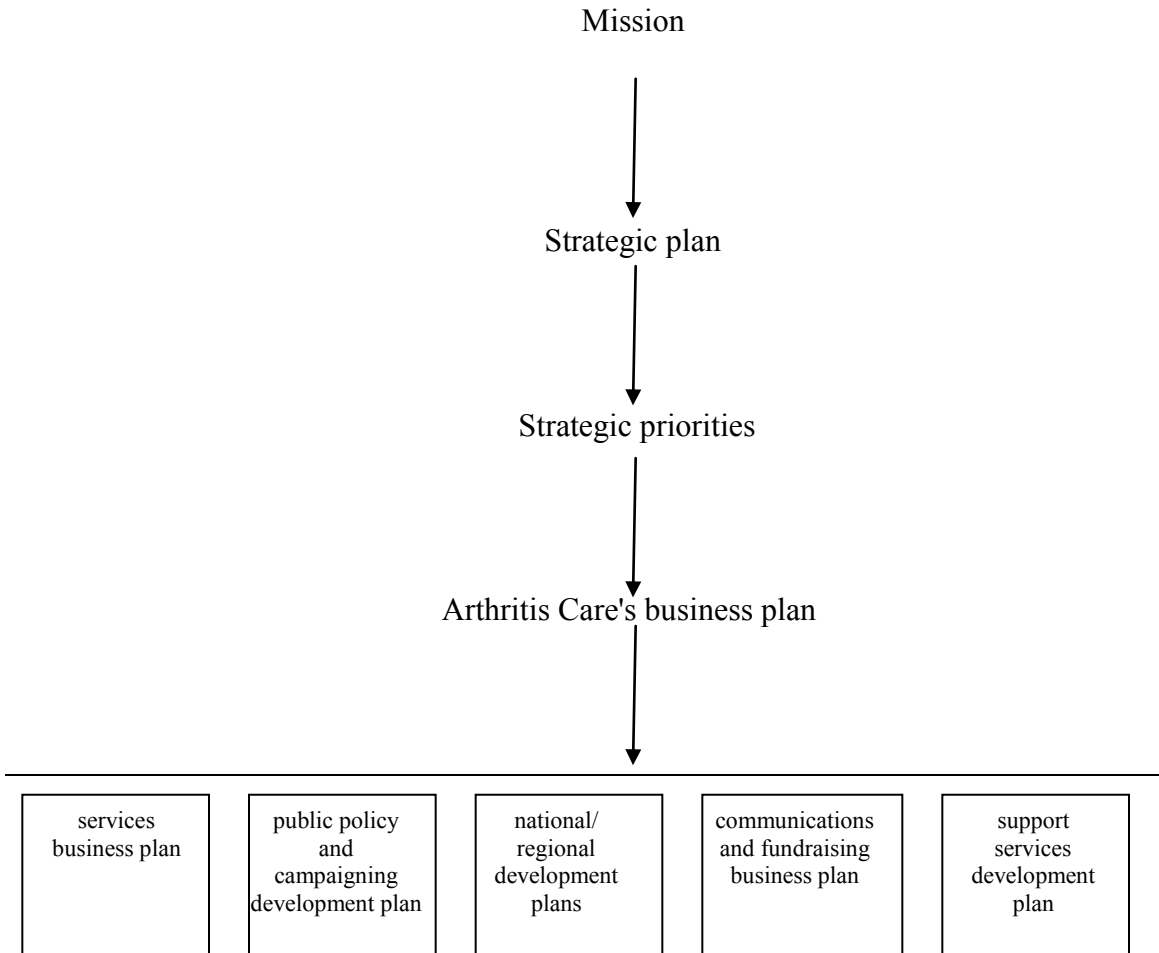 Mission
Strategic plan
Strategic priorities
Arthritis Care's business plan
services
business plan
public policy
and
campaigning
development plan
national/
regional
development
plans
communications
and fundraising
business plan
support
services
development
plan